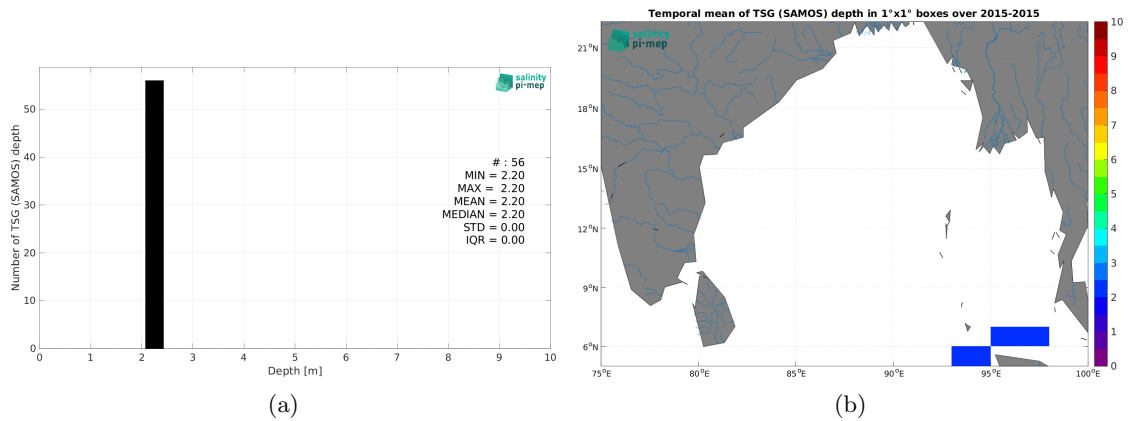 salinity
pi-mep
Number of TSG (SAMOS) depth
50
40
30
20
10
0
# : 56
MIN = 2.20
MAX = 2.20
MEAN = 2.20
MEDIAN = 2.20
STD = 0.00
IQR = 0.00
0 1 2 3 4 5 6 7 8 9 10
Depth [m]
(a)
Temporal mean of TSG (SAMOS) depth in 1°x1° boxes over 2015-2015
salinity
pi-mep
21°N
18°N
15°N
12°N
9°N
6°N
75°E 80°E 85°E 90°E 95°E 100°E
10
9
8
7
6
5
4
3
2
1
0
(b)